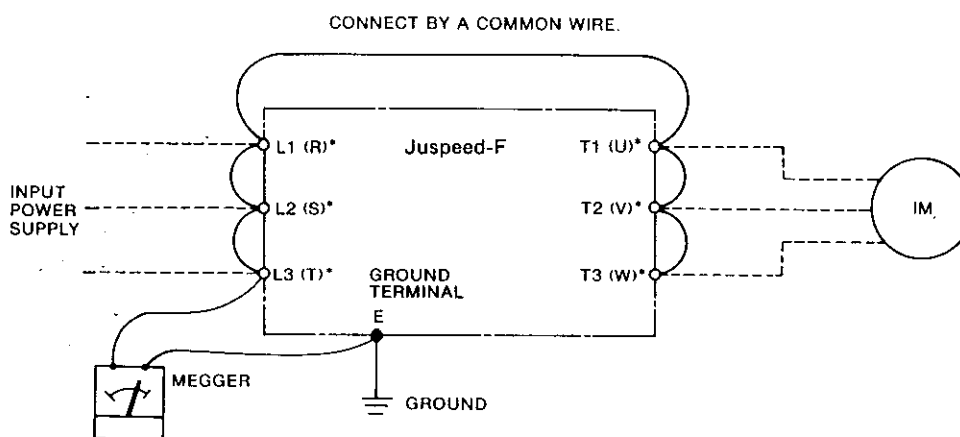 CONNECT BY A COMMON WIRE.
L1 (R)*
Juspeed-F
T1 (U)*
INPUT
POWER
SUPPLY
L2 (S)*
T2 (V)*
IM
L3 (T)*
GROUND
TERMINAL
E
T3 (W)*
MEGGER
GROUND